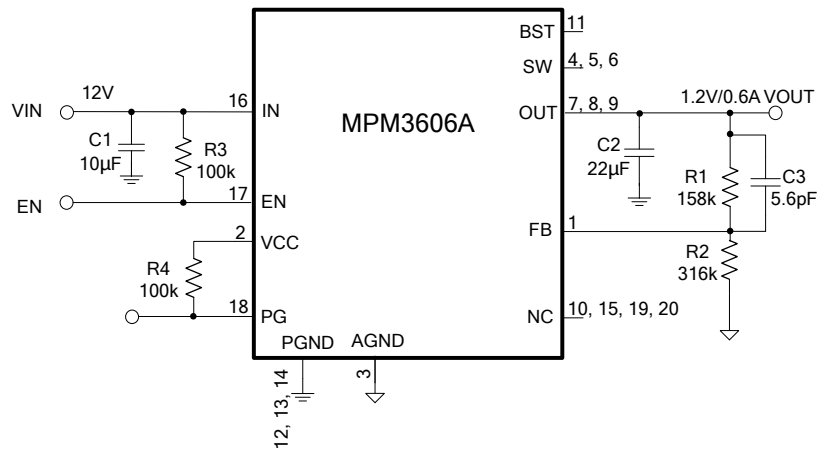 BST
11
SW
4, 5, 6
12V
VIN
16
IN
MPM3606A
OUT
7, 8, 9
1.2V/0.6A VOUT
C1
10µF
R3
100k
C2
22µF
R1
158k
C3
5.6pF
EN
17
EN
2
VCC
FB
1
R2
316k
R4
100k
18
PG
NC
10, 15, 19, 20
PGND
AGND
12, 13, 14
3